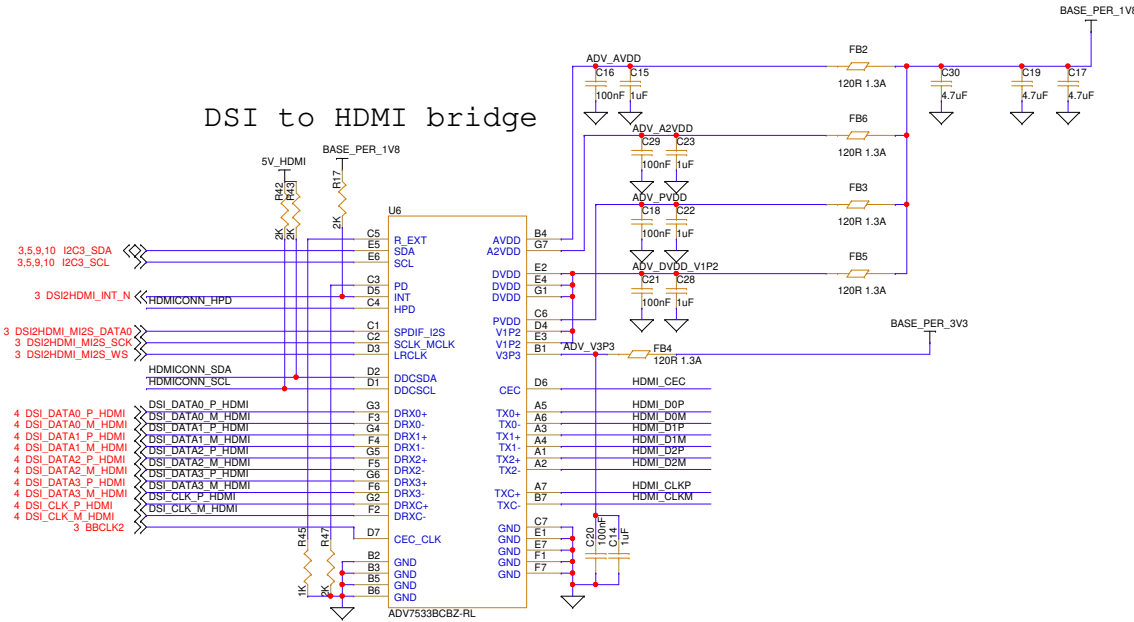 BASE_PER_1V8
FB2
ADV_AVDD
C16
C15
C30
C19
C17
120R 1.3A
100nF
1uF
4.7uF
4.7uF
4.7uF
DSI to HDMI bridge
FB6
ADV_A2VDD
C29
C23
120R 1.3A
BASE_PER_1V8
100nF
1uF
5V_HDMI
R42
R43
R17
FB3
ADV_PVDD
C18
C22
120R 1.3A
100nF
1uF
2K
2K
2K
U6
FB5
ADV_DVDD_V1P2
C21
C28
120R 1.3A
100nF
1uF
BASE_PER_3V3
ADV_V3P3
FB4
120R 1.3A
3,5,9,10 I2C3_SDA
3,5,9,10 I2C3_SCL
3 DSI2HDMI_INT_N
HDMICONN_HPD
3 DSI2HDMI_MI2S_DATA0
3 DSI2HDMI_MI2S_SCK
3 DSI2HDMI_MI2S_WS
HDMICONN_SDA
HDMICONN_SCL
4 DSI_DATA0_P_HDMI
DSI_DATA0_P_HDMI
4 DSI_DATA0_M_HDMI
DSI_DATA0_M_HDMI
4 DSI_DATA1_P_HDMI
DSI_DATA1_P_HDMI
4 DSI_DATA1_M_HDMI
DSI_DATA1_M_HDMI
4 DSI_DATA2_P_HDMI
DSI_DATA2_P_HDMI
4 DSI_DATA2_M_HDMI
DSI_DATA2_M_HDMI
4 DSI_DATA3_P_HDMI
DSI_DATA3_P_HDMI
4 DSI_DATA3_M_HDMI
DSI_DATA3_M_HDMI
4 DSI_CLK_P_HDMI
DSI_CLK_P_HDMI
4 DSI_CLK_M_HDMI
DSI_CLK_M_HDMI
3 BBCLK2
R45
R47
1K
2K
C5 R_EXT
E5 SDA
E6 SCL
C3 PD
D5 INT
C4 HPD
C1 SPDIF_I2S
C2 SCLK_MCLK
D3 LRCLK
D2 DDCSDA
D1 DDCSCL
G3 DRX0+
F3 DRX0-
G4 DRX1+
F4 DRX1-
G5 DRX2+
F5 DRX2-
G6 DRX3+
F6 DRX3-
G2 DRXC+
F2 DRXC-
D7 CEC_CLK
B2 GND
B3 GND
B5 GND
B6 GND
AVDD B4
A2VDD G7
DVDD E2
DVDD E4
DVDD G1
PVDD C6
V1P2 D4
V1P2 E3
V3P3 B1
CEC D6 HDMI_CEC
TX0+ A5 HDMI_D0P
TX0- A6 HDMI_D0M
TX1+ A3 HDMI_D1P
TX1- A4 HDMI_D1M
TX2+ A1 HDMI_D2P
TX2- A2 HDMI_D2M
TXC+ A7 HDMI_CLKP
TXC- B7 HDMI_CLKM
GND C7
GND E1
GND E7
GND F1
GND F7
C20
100nF
C14
1uF
ADV7533BCBZ-RL